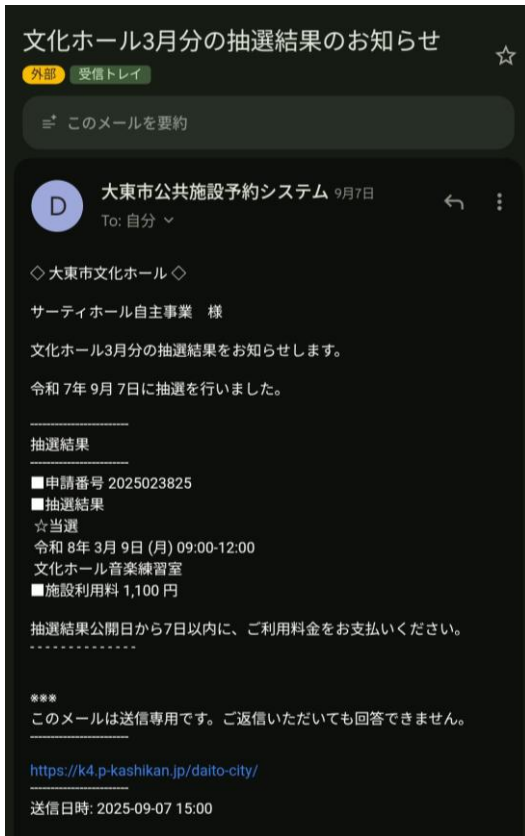 文化ホール3月分の抽選結果のお知らせ
外部 受信トレイ
このメールを要約
D
大東市公共施設予約システム 9月7日
To: 自分
◇ 大東市文化ホール ◇
サーティホール自主事業　様
文化ホール3月分の抽選結果をお知らせします。
令和 7年 9月 7日に抽選を行いました。
------------------------
抽選結果
------------------------
■申請番号 2025023825
■抽選結果
☆当選
令和 8年 3月 9日 (月) 09:00-12:00
文化ホール音楽練習室
■施設利用料 1,100 円
抽選結果公開日から7日以内に、ご利用料金をお支払いください。
- - - - - - - - - - - - - -
※※※
このメールは送信専用です。ご返信いただいても回答できません。
------------------------
https://k4.p-kashikan.jp/daito-city/
------------------------
送信日時: 2025-09-07 15:00